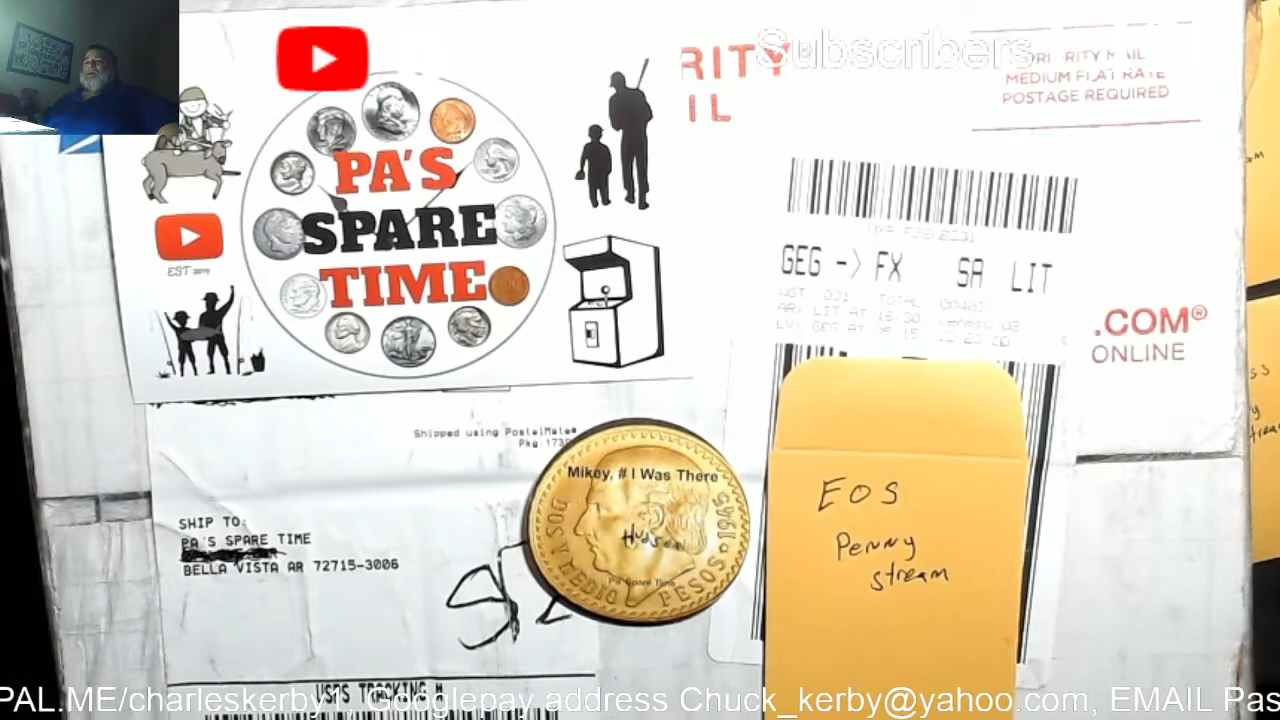 Subscribers
RITY®
IL
PRIORITY MAIL
MEDIUM FLAT RATE
POSTAGE REQUIRED
PA'S
SPARE
TIME
EST 2019
GEG -> FX SA LIT
.COM®
ONLINE
Shipped using PostalMate®
SHIP TO:
PA'S SPARE TIME
BELLA VISTA AR 72715-3006
Mikey, # I Was There
Hudson
Pa' Spare Time
DOS Y MEDIO PESOS 1945
EOS
Penny
stream
USPS TRACKING #
PAL.ME/charleskerby Googlepay address Chuck_kerby@yahoo.com, EMAIL Pas